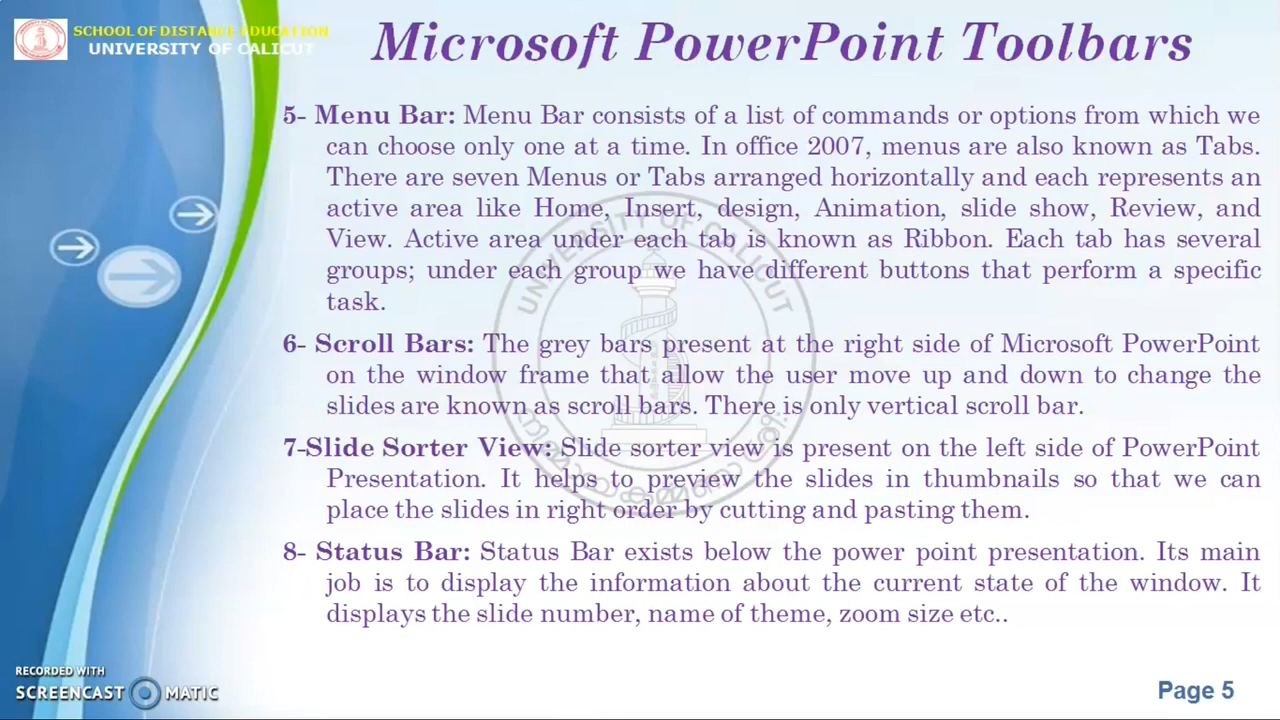 SCHOOL OF DISTANCE EDUCATION
UNIVERSITY OF CALICUT
Microsoft PowerPoint Toolbars
5- Menu Bar: Menu Bar consists of a list of commands or options from which we
can choose only one at a time. In office 2007, menus are also known as Tabs.
There are seven Menus or Tabs arranged horizontally and each represents an
active area like Home, Insert, design, Animation, slide show, Review, and
View. Active area under each tab is known as Ribbon. Each tab has several
groups; under each group we have different buttons that perform a specific
task.
6- Scroll Bars: The grey bars present at the right side of Microsoft PowerPoint
on the window frame that allow the user move up and down to change the
slides are known as scroll bars. There is only vertical scroll bar.
7-Slide Sorter View: Slide sorter view is present on the left side of PowerPoint
Presentation. It helps to preview the slides in thumbnails so that we can
place the slides in right order by cutting and pasting them.
8- Status Bar: Status Bar exists below the power point presentation. Its main
job is to display the information about the current state of the window. It
displays the slide number, name of theme, zoom size etc..
UNIVERSITY OF CALICUT
RECORDED WITH
SCREENCAST MATIC
Page 5